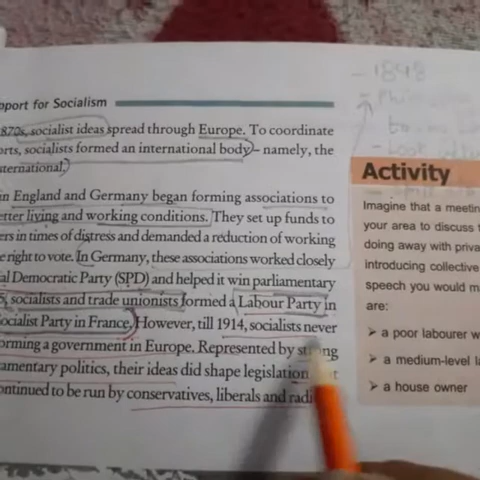 pport for Socialism
870s, socialist ideas spread through Europe. To coordinate
orts, socialists formed an international body – namely, the
nternational.
in England and Germany began forming associations to
etter living and working conditions. They set up funds to
ers in times of distress and demanded a reduction of working
e right to vote. In Germany, these associations worked closely
al Democratic Party (SPD) and helped it win parliamentary
5, socialists and trade unionists formed a Labour Party in
ocialist Party in France. However, till 1914, socialists never
orming a government in Europe. Represented by strong
amentary politics, their ideas did shape legislation
ontinued to be run by conservatives, liberals and radi
- 1848
Activity
Imagine that a meetin
your area to discuss t
doing away with priva
introducing collective
speech you would m
are:
➤ a poor labourer w
➤ a medium-level la
➤ a house owner